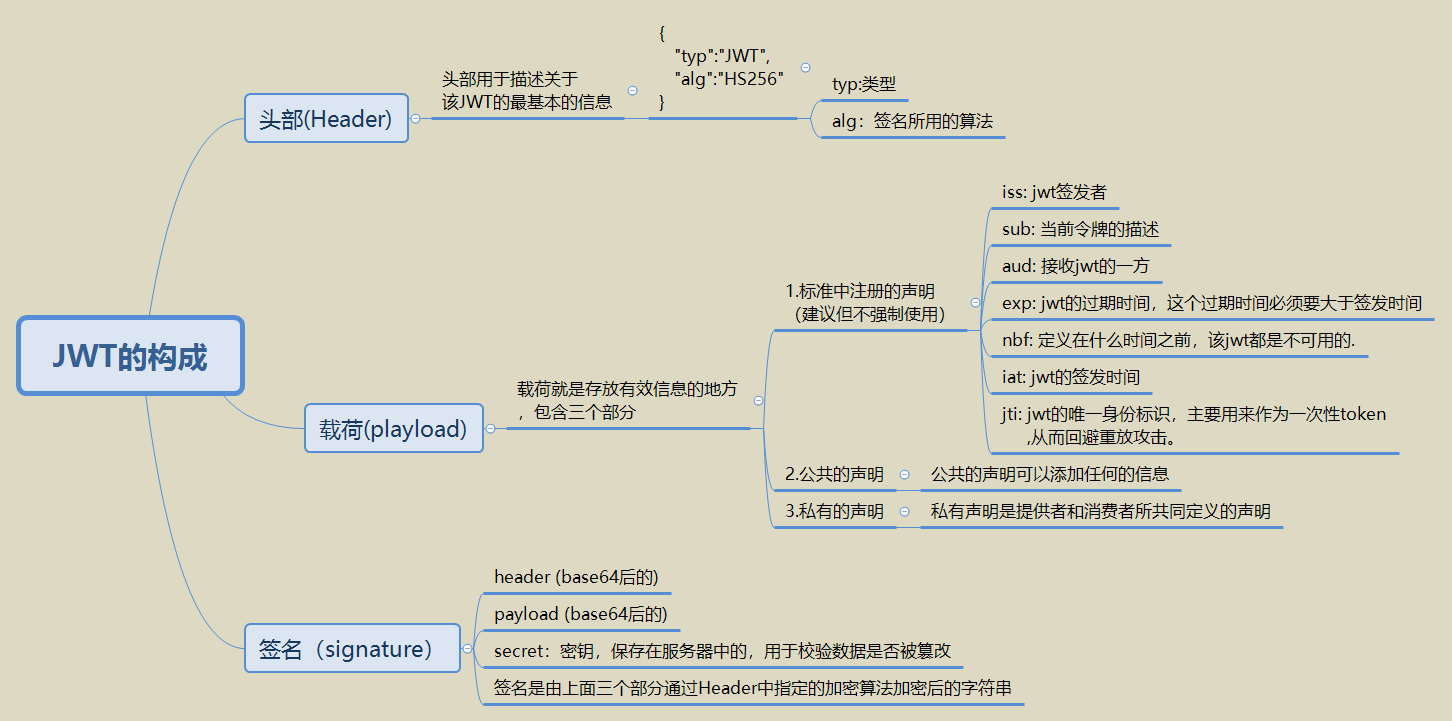 JWT的构成
头部(Header)
头部用于描述关于
该JWT的最基本的信息
{
"typ":"JWT",
"alg":"HS256"
}
typ:类型
alg：签名所用的算法
载荷(playload)
载荷就是存放有效信息的地方
，包含三个部分
1.标准中注册的声明
（建议但不强制使用）
iss: jwt签发者
sub: 当前令牌的描述
aud: 接收jwt的一方
exp: jwt的过期时间，这个过期时间必须要大于签发时间
nbf: 定义在什么时间之前，该jwt都是不可用的.
iat: jwt的签发时间
jti: jwt的唯一身份标识，主要用来作为一次性token
,从而回避重放攻击。
2.公共的声明
公共的声明可以添加任何的信息
3.私有的声明
私有声明是提供者和消费者所共同定义的声明
签名（signature）
header (base64后的)
payload (base64后的)
secret：密钥，保存在服务器中的，用于校验数据是否被篡改
签名是由上面三个部分通过Header中指定的加密算法加密后的字符串